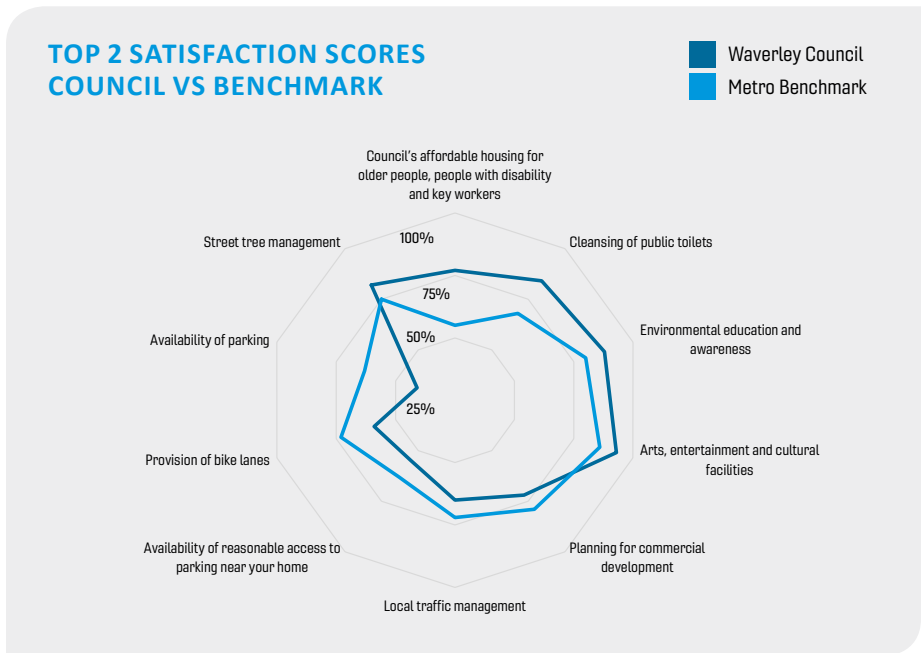 TOP 2 SATISFACTION SCORES
COUNCIL VS BENCHMARK
Waverley Council
Metro Benchmark
Council's affordable housing for
older people, people with disability
and key workers
Street tree management
100%
Cleansing of public toilets
75%
Availability of parking
50%
Environmental education and
awareness
25%
Provision of bike lanes
Arts, entertainment and cultural
facilities
Availability of reasonable access to
parking near your home
Planning for commercial
development
Local traffic management